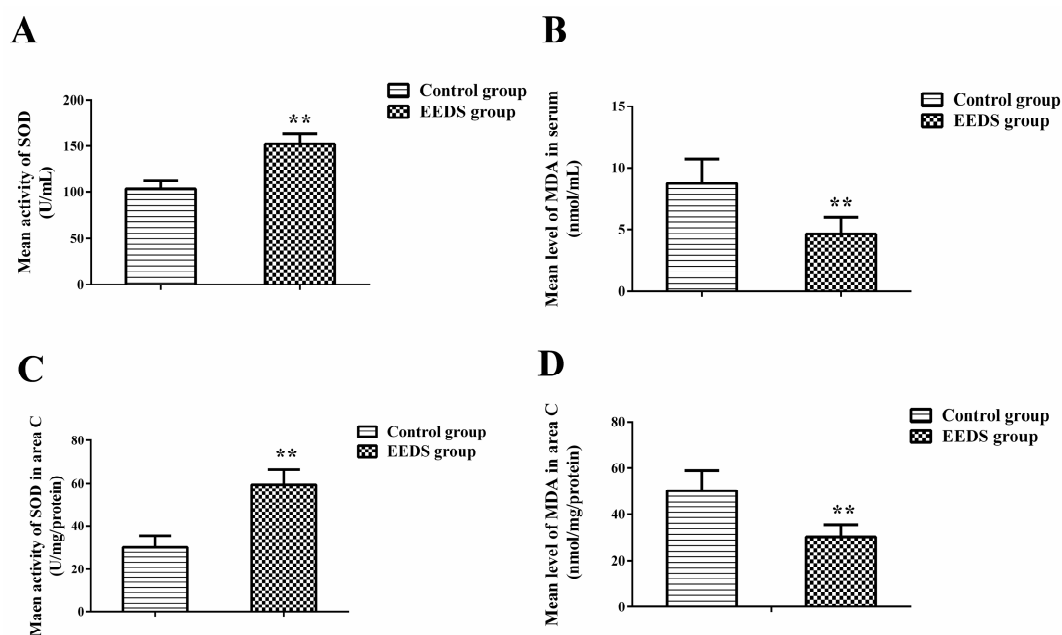 A
Control group
EEDS group
Mean activity of SOD
(U/mL)
200
150
100
50
0
**
B
Control group
EEDS group
Mean level of MDA in serum
(nmol/mL)
15
10
5
0
**
C
Control group
EEDS group
Maen activity of SOD in area C
(U/mg/protein)
80
60
40
20
0
**
D
Control group
EEDS group
Mean level of MDA in area C
(nmol/mg/protein)
80
60
40
20
0
**